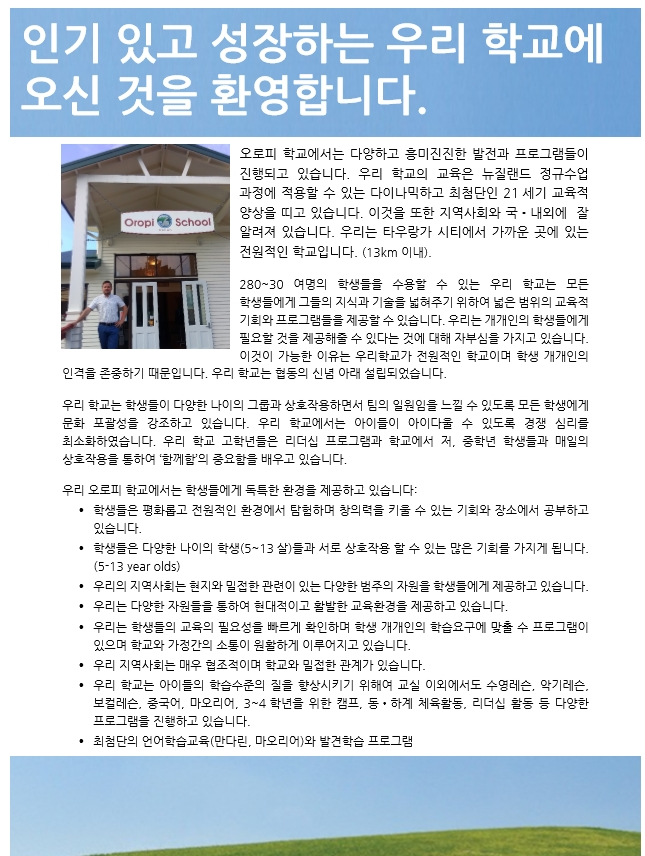 인기 있고 성장하는 우리 학교에
오신 것을 환영합니다.
Oropi School
오로피 학교에서는 다양하고 흥미진진한 발전과 프로그램들이
진행되고 있습니다. 우리 학교의 교육은 뉴질랜드 정규수업
과정에 적용할 수 있는 다이나믹하고 최첨단인 21 세기 교육적
양상을 띠고 있습니다. 이것을 또한 지역사회와 국・내외에 잘
알려져 있습니다. 우리는 타우랑가 시티에서 가까운 곳에 있는
전원적인 학교입니다. (13km 이내).
280~30 여명의 학생들을 수용할 수 있는 우리 학교는 모든
학생들에게 그들의 지식과 기술을 넓혀주기 위하여 넓은 범위의 교육적
기회와 프로그램들을 제공할 수 있습니다. 우리는 개개인의 학생들에게
필요할 것을 제공해줄 수 있다는 것에 대해 자부심을 가지고 있습니다.
이것이 가능한 이유는 우리학교가 전원적인 학교이며 학생 개개인의
인격을 존중하기 때문입니다. 우리 학교는 협동의 신념 아래 설립되었습니다.
우리 학교는 학생들이 다양한 나이의 그룹과 상호작용하면서 팀의 일원임을 느낄 수 있도록 모든 학생에게
문화 포괄성을 강조하고 있습니다. 우리 학교에서는 아이들이 아이다울 수 있도록 경쟁 심리를
최소화하였습니다. 우리 학교 고학년들은 리더십 프로그램과 학교에서 저, 중학년 학생들과 매일의
상호작용을 통하여 ‘함께함’의 중요함을 배우고 있습니다.
우리 오로피 학교에서는 학생들에게 독특한 환경을 제공하고 있습니다:
• 학생들은 평화롭고 전원적인 환경에서 탐험하며 창의력을 키울 수 있는 기회와 장소에서 공부하고
있습니다.
• 학생들은 다양한 나이의 학생(5~13 살)들과 서로 상호작용 할 수 있는 많은 기회를 가지게 됩니다.
(5-13 year olds)
• 우리의 지역사회는 현지와 밀접한 관련이 있는 다양한 범주의 자원을 학생들에게 제공하고 있습니다.
• 우리는 다양한 자원들을 통하여 현대적이고 활발한 교육환경을 제공하고 있습니다.
• 우리는 학생들의 교육의 필요성을 빠르게 확인하며 학생 개개인의 학습요구에 맞출 수 프로그램이
있으며 학교와 가정간의 소통이 원활하게 이루어지고 있습니다.
• 우리 지역사회는 매우 협조적이며 학교와 밀접한 관계가 있습니다.
• 우리 학교는 아이들의 학습수준의 질을 향상시키기 위해여 교실 이외에서도 수영레슨, 악기레슨,
보컬레슨, 중국어, 마오리어, 3~4 학년을 위한 캠프, 동・하계 체육활동, 리더십 활동 등 다양한
프로그램을 진행하고 있습니다.
• 최첨단의 언어학습교육(만다린, 마오리어)와 발견학습 프로그램